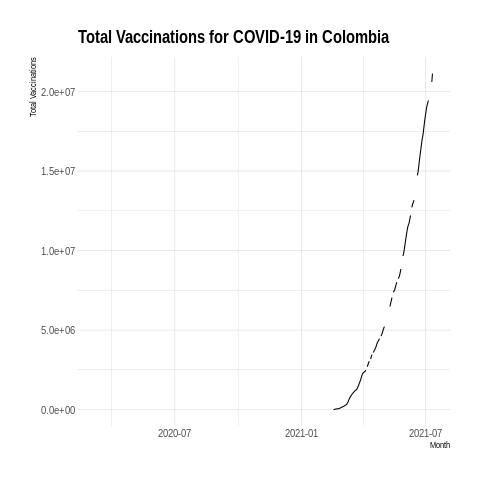 Total Vaccinations for COVID-19 in Colombia
Total Vaccinations
2.0e+07
1.5e+07
1.0e+07
5.0e+06
0.0e+00
2020-07 2021-01 2021-07
Month